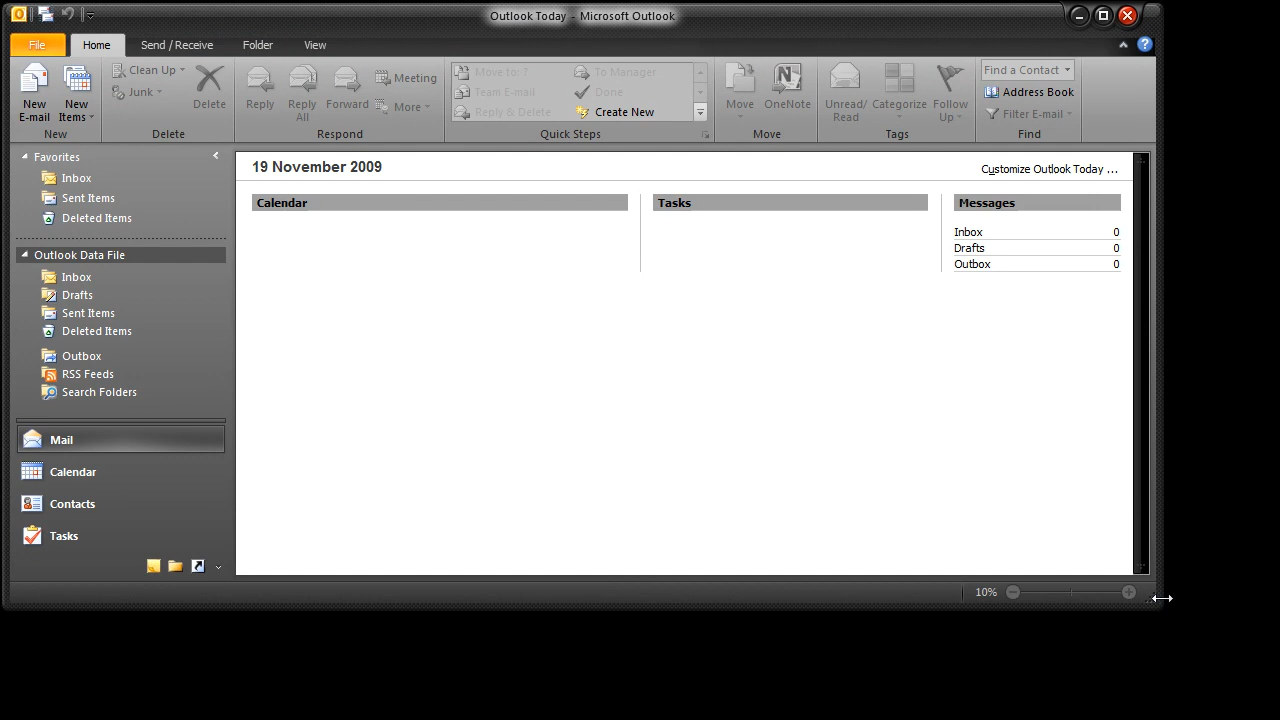 Outlook Today - Microsoft Outlook
File Home Send / Receive Folder View
New E-mail
New Items
New
Clean Up
Junk
Delete
Delete
Reply
Reply All
Forward
Meeting
More
Respond
Move to: ?
Team E-mail
Reply & Delete
To Manager
Done
Create New
Quick Steps
Move
OneNote
Move
Unread/ Read
Categorize
Follow Up
Tags
Find a Contact
Address Book
Filter E-mail
Find
Favorites
Inbox
Sent Items
Deleted Items
Outlook Data File
Inbox
Drafts
Sent Items
Deleted Items
Outbox
RSS Feeds
Search Folders
Mail
Calendar
Contacts
Tasks
19 November 2009
Customize Outlook Today ...
Calendar
Tasks
Messages
Inbox 0
Drafts 0
Outbox 0
10%